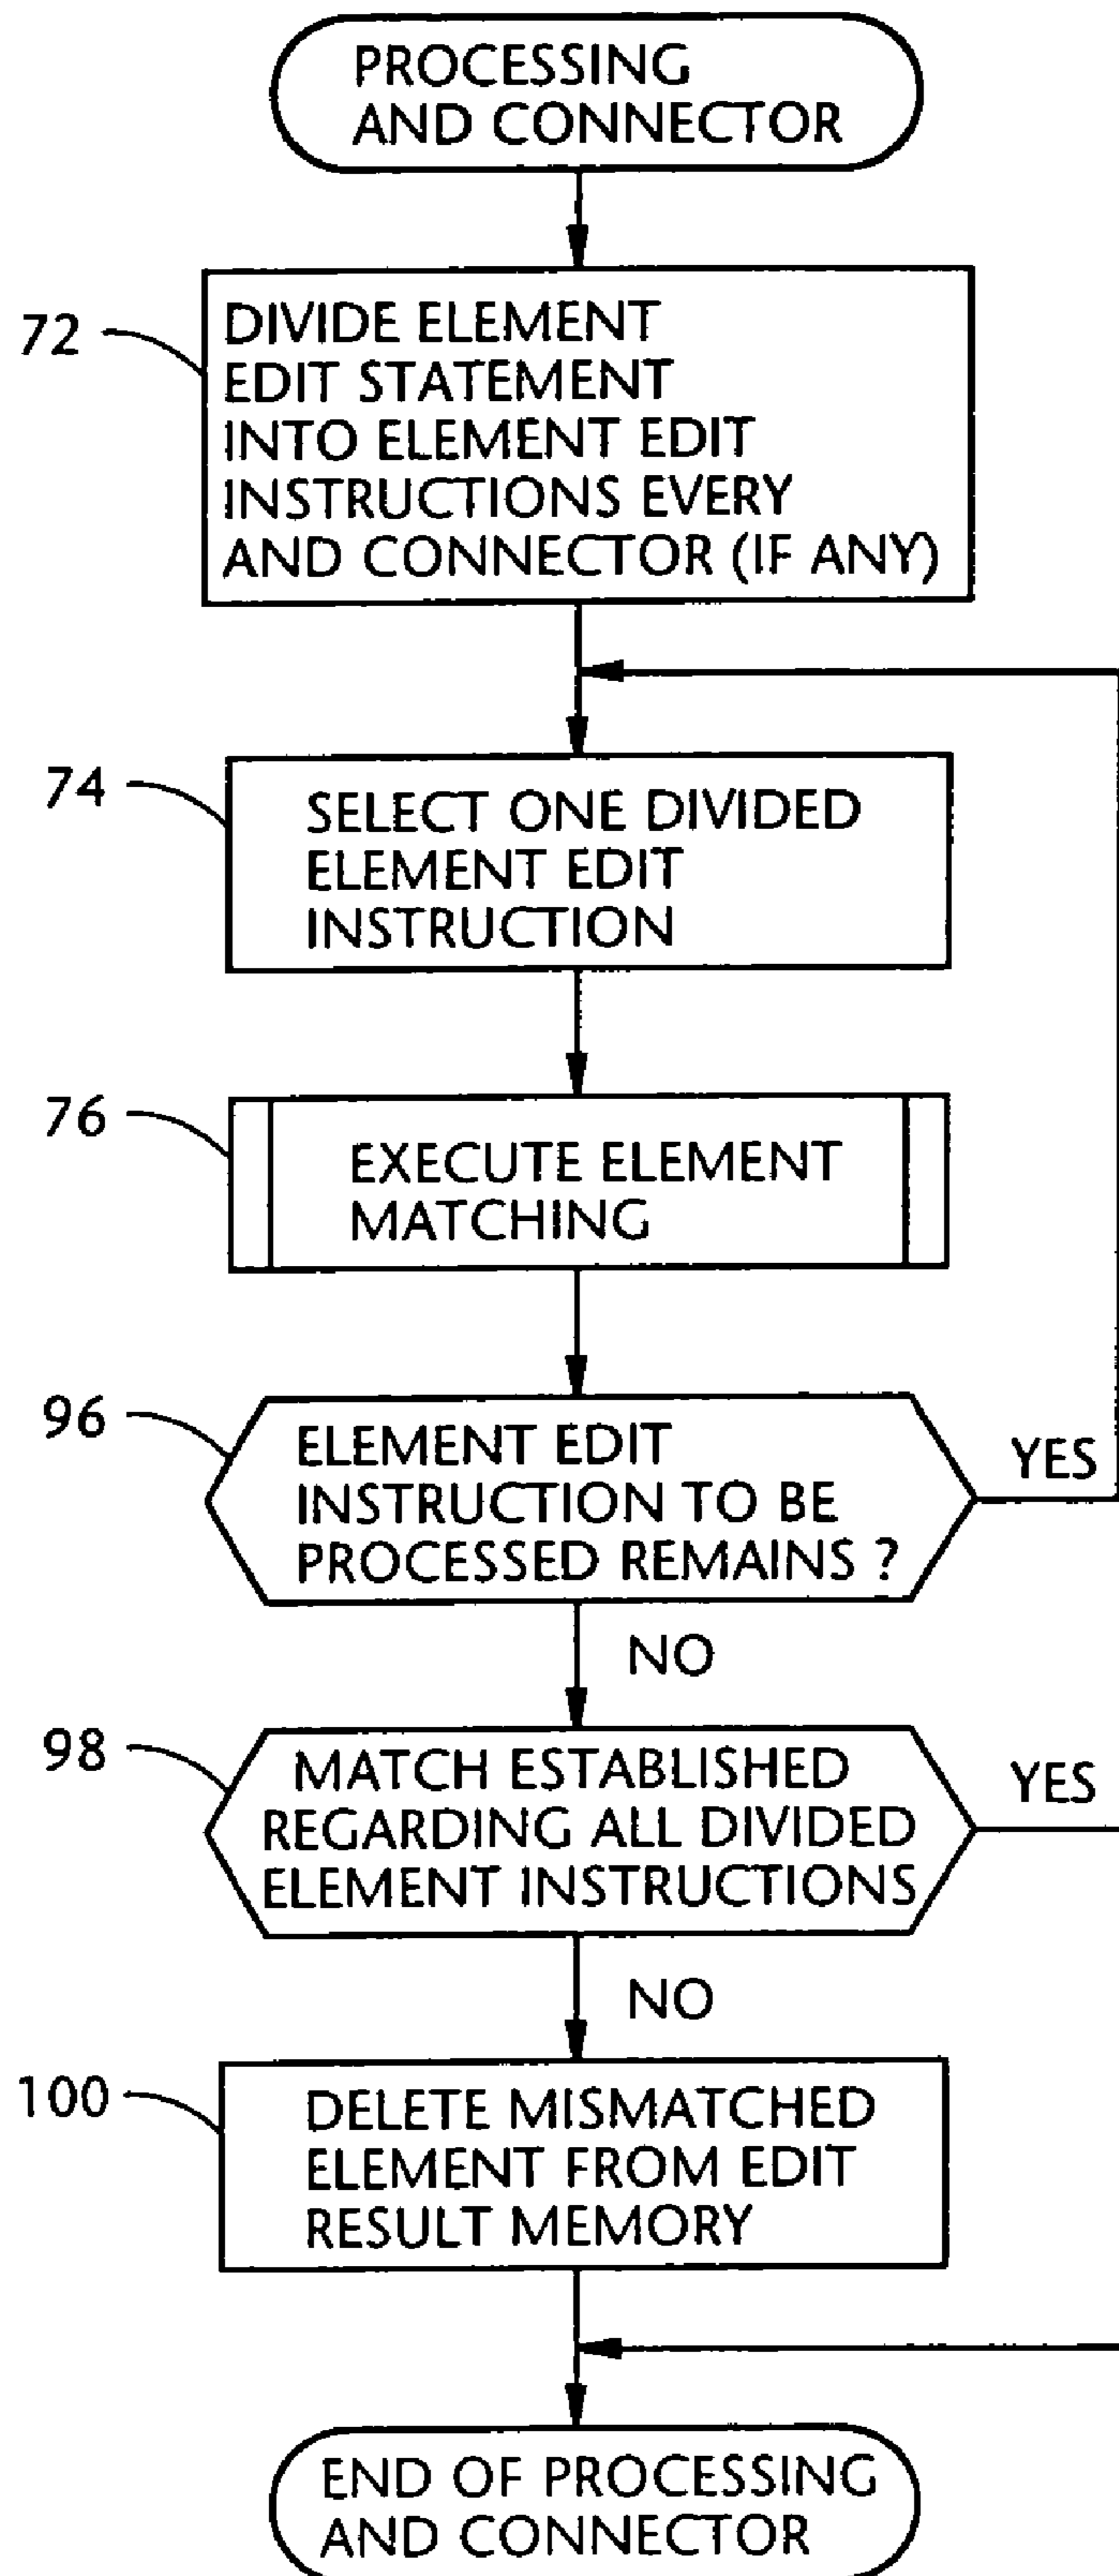 PROCESSING
AND CONNECTOR
72
DIVIDE ELEMENT
EDIT STATEMENT
INTO ELEMENT EDIT
INSTRUCTIONS EVERY
AND CONNECTOR (IF ANY)
74
SELECT ONE DIVIDED
ELEMENT EDIT
INSTRUCTION
76
EXECUTE ELEMENT
MATCHING
96
ELEMENT EDIT
INSTRUCTION TO BE
PROCESSED REMAINS ?
YES
NO
98
MATCH ESTABLISHED
REGARDING ALL DIVIDED
ELEMENT INSTRUCTIONS
YES
NO
100
DELETE MISMATCHED
ELEMENT FROM EDIT
RESULT MEMORY
END OF PROCESSING
AND CONNECTOR